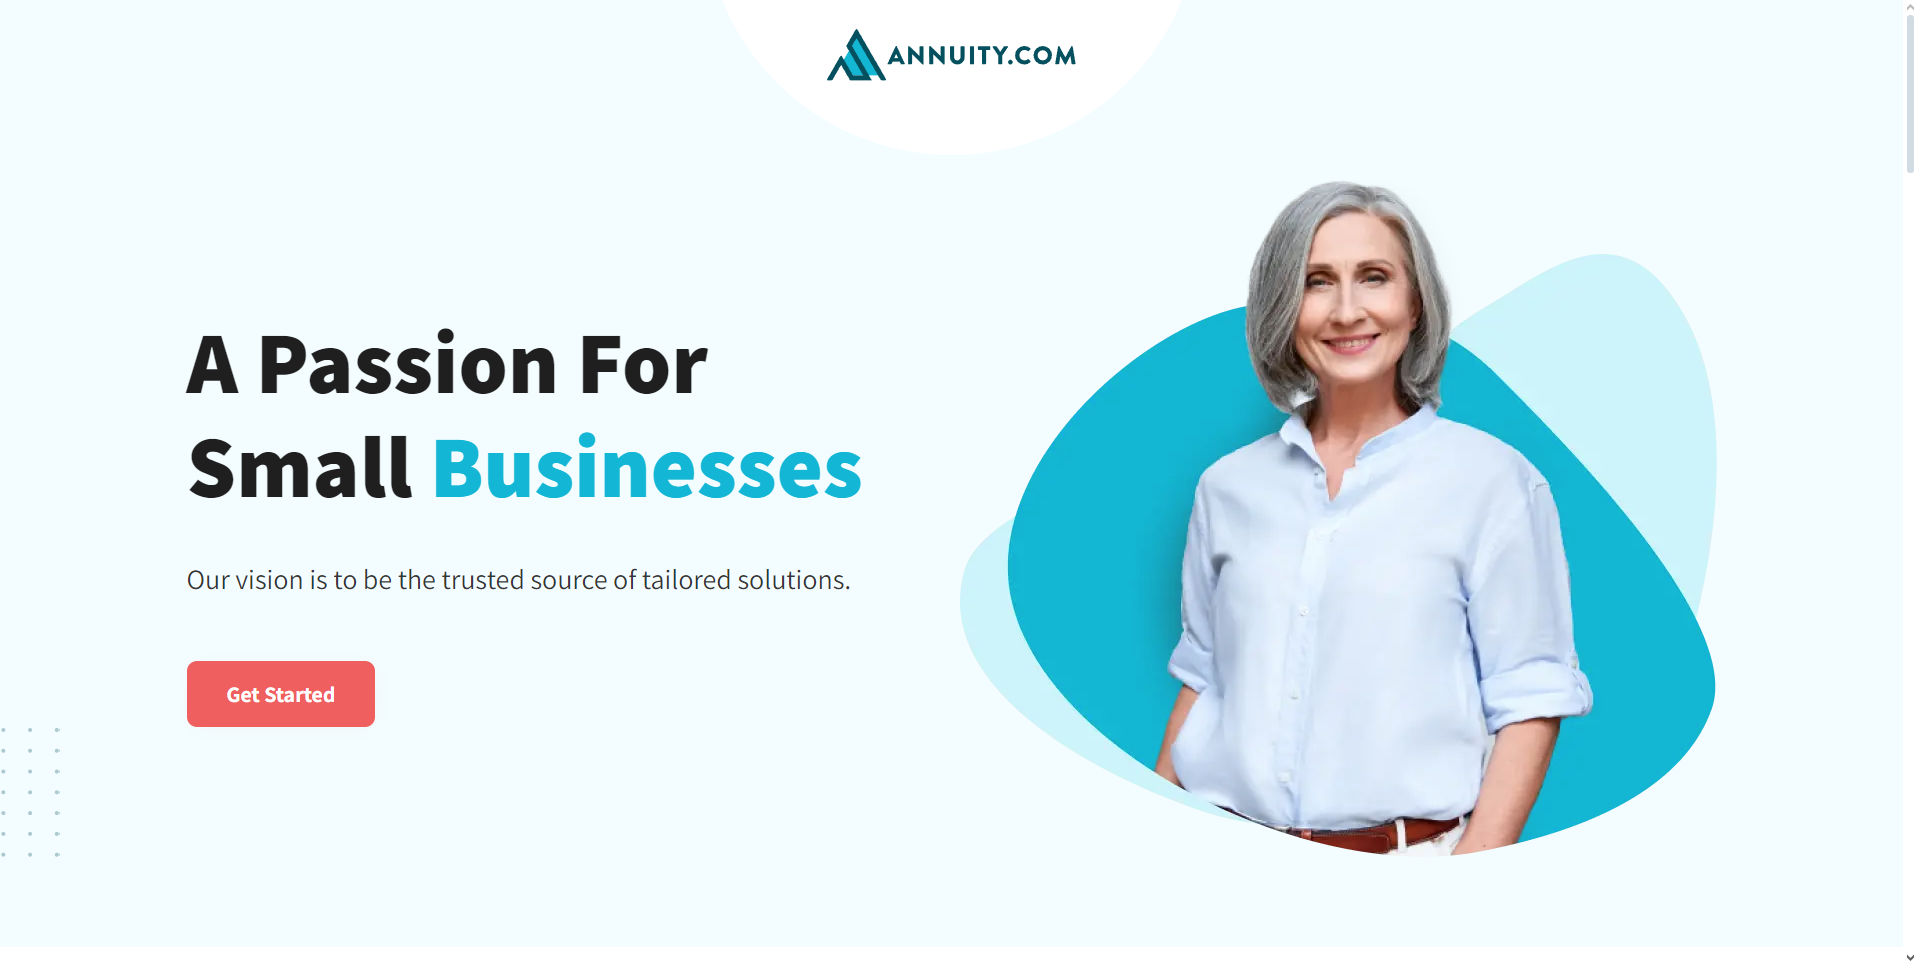 ANNUITY.COM
A Passion For
Small Businesses
Our vision is to be the trusted source of tailored solutions.
Get Started